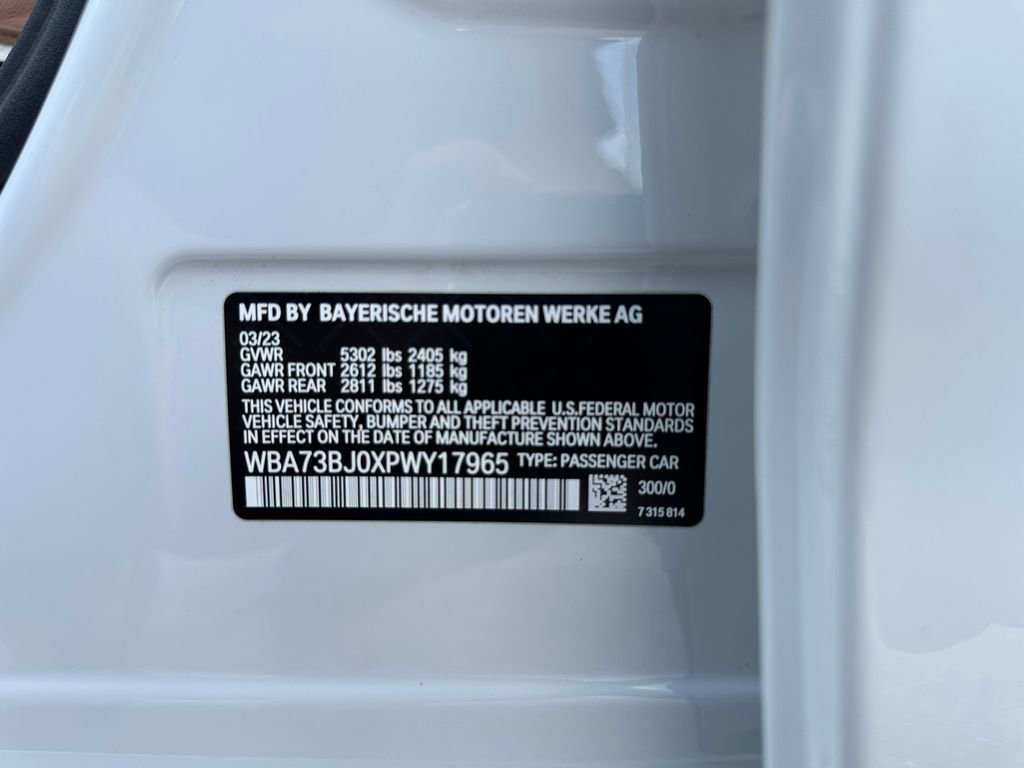 MFD BY BAYERISCHE MOTOREN WERKE AG
03/23
GVWR 5302 lbs 2405 kg
GAWR FRONT 2612 lbs 1185 kg
GAWR REAR 2811 lbs 1275 kg
THIS VEHICLE CONFORMS TO ALL APPLICABLE U.S.FEDERAL MOTOR
VEHICLE SAFETY, BUMPER AND THEFT PREVENTION STANDARDS
IN EFFECT ON THE DATE OF MANUFACTURE SHOWN ABOVE.
WBA73BJ0XPWY17965 TYPE: PASSENGER CAR
300/0
7 315 814